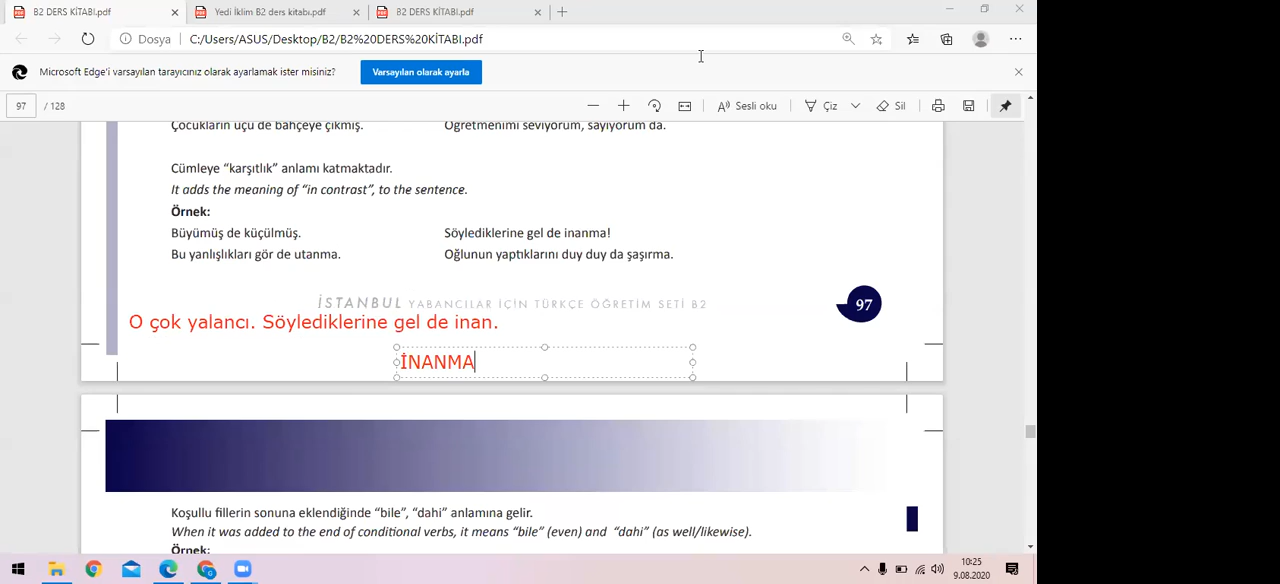 B2 DERS KİTABI.pdf
Yedi İklim B2 ders kitabı.pdf
B2 DERS KİTABI.pdf
Dosya
C:/Users/ASUS/Desktop/B2/B2%20DERS%20KİTABI.pdf
Microsoft Edge'i varsayılan tarayıcınız olarak ayarlamak ister misiniz?
Varsayılan olarak ayarla
97 / 128
Sesli oku
Çiz
Sil
Çocukların üçü de bahçeye çıkmış.
Öğretmenimi seviyorum, sayıyorum da.
Cümleye “karşıtlık” anlamı katmaktadır.
It adds the meaning of “in contrast”, to the sentence.
Örnek:
Büyümüş de küçülmüş.
Söylediklerine gel de inanma!
Bu yanlışlıkları gör de utanma.
Oğlunun yaptıklarını duy duy da şaşırma.
İSTANBUL YABANCILAR İÇİN TÜRKÇE ÖĞRETİM SETİ B2
97
O çok yalancı. Söylediklerine gel de inan.
İNANMA
Koşullu fillerin sonuna eklendiğinde “bile”, “dahi” anlamına gelir.
When it was added to the end of conditional verbs, it means “bile” (even) and “dahi” (as well/likewise).
Örnek:
10:25
9.08.2020